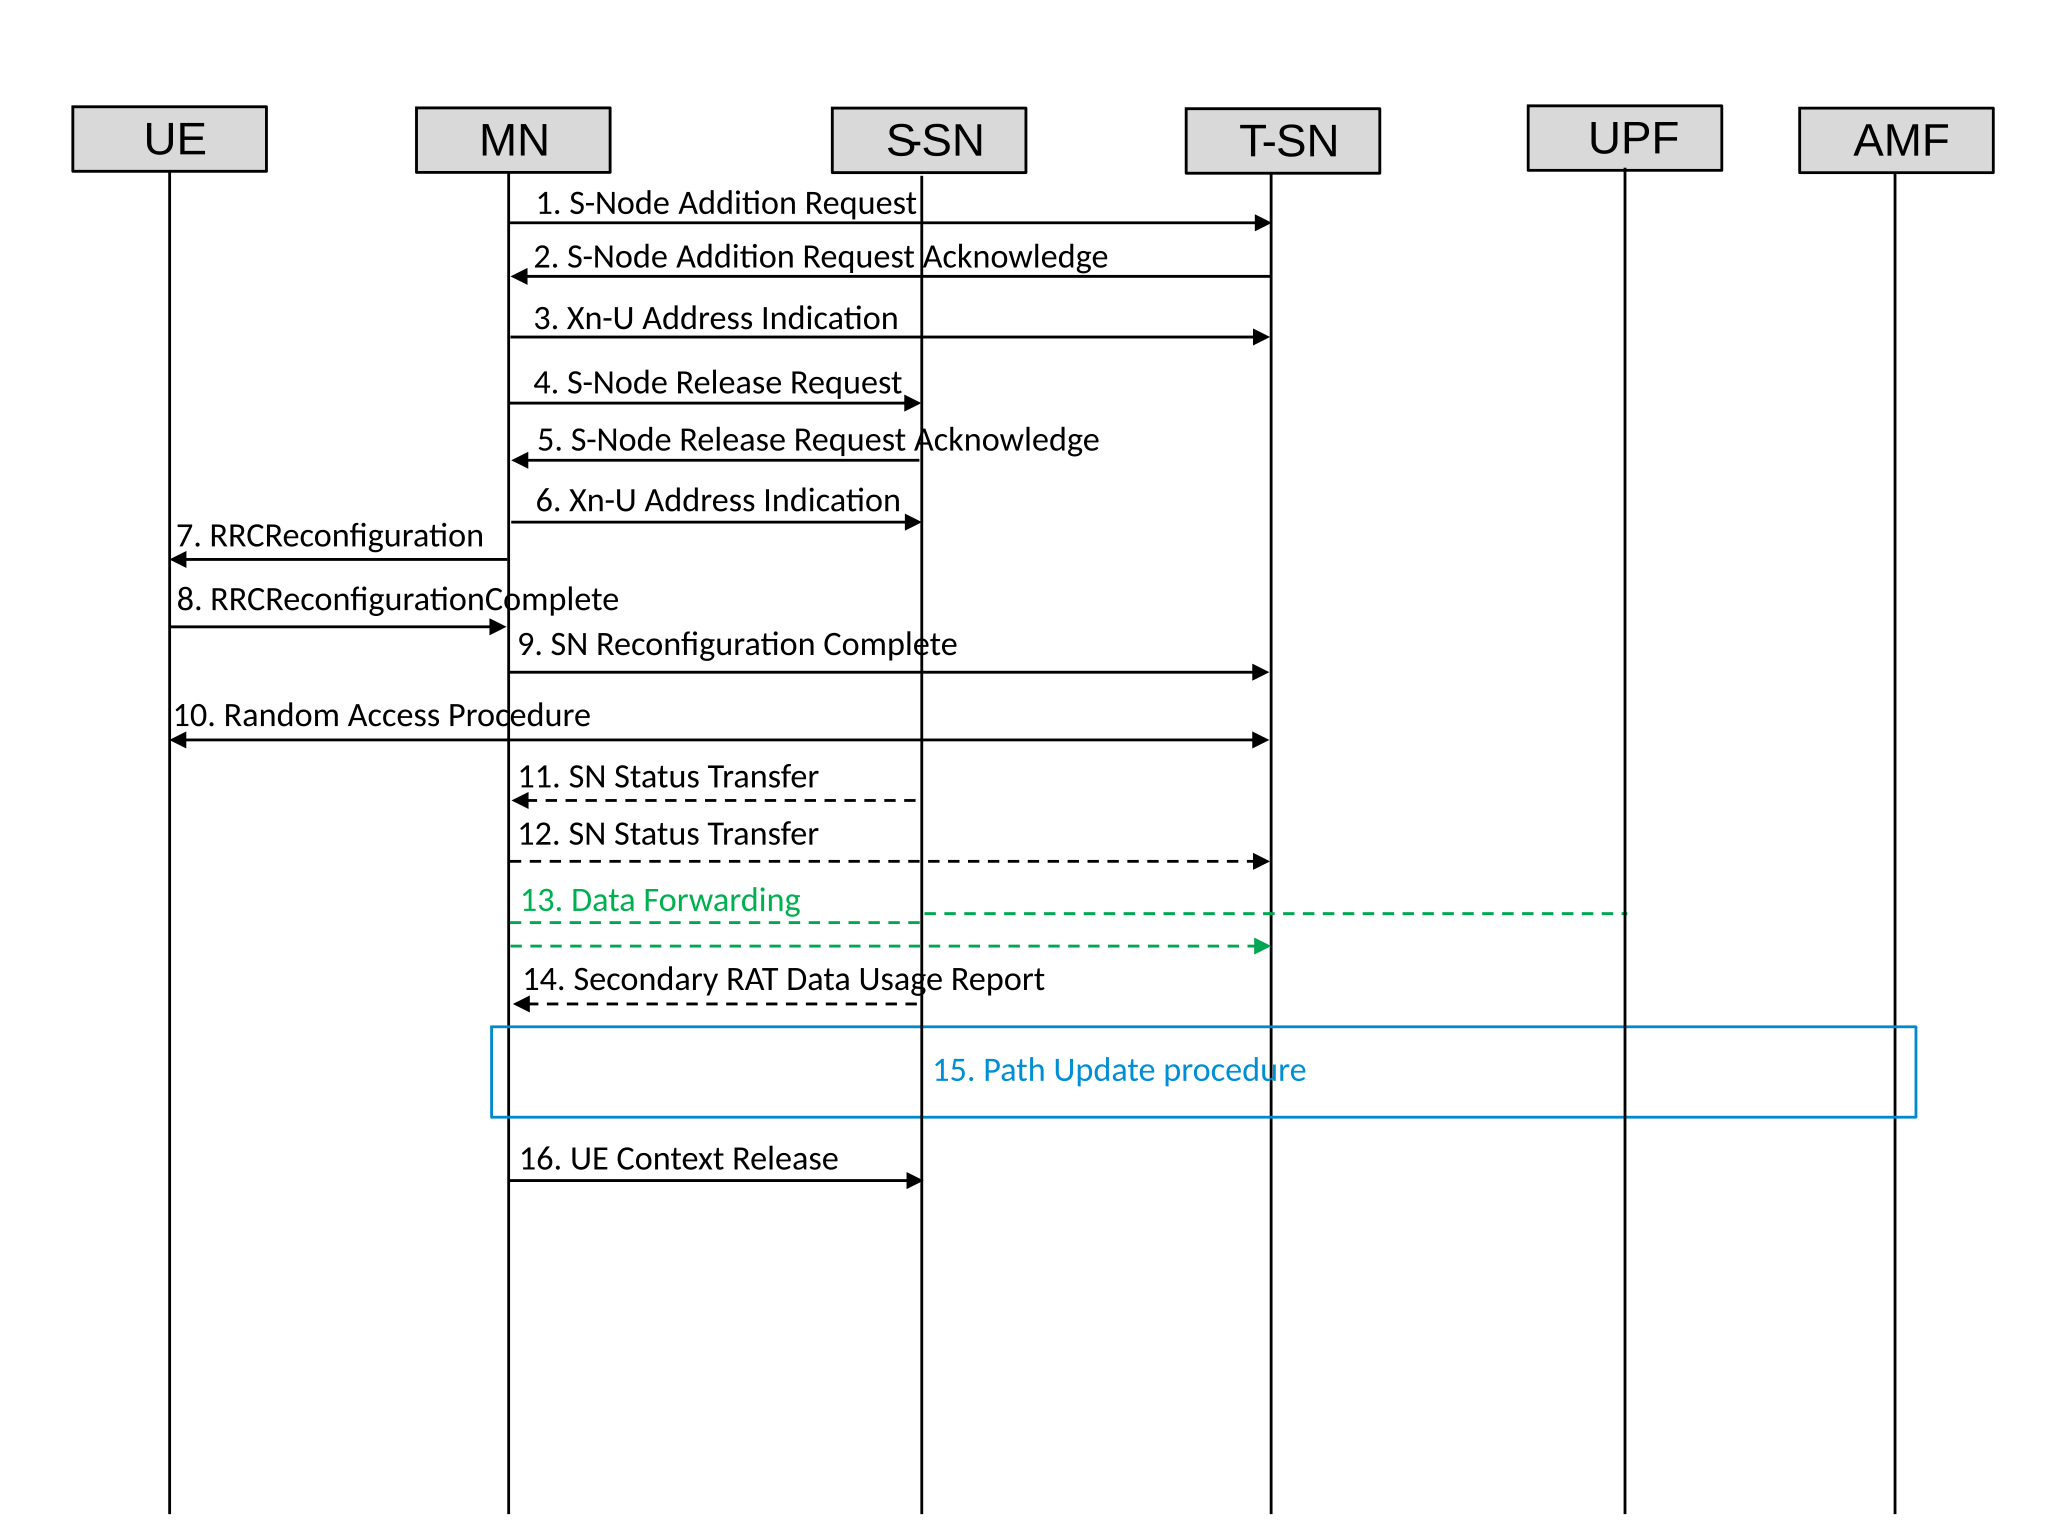 UE
MN
S-SN
T-SN
UPF
AMF
1. S-Node Addition Request
2. S-Node Addition Request Acknowledge
3. Xn-U Address Indication
4. S-Node Release Request
5. S-Node Release Request Acknowledge
6. Xn-U Address Indication
7. RRCReconfiguration
8. RRCReconfigurationComplete
9. SN Reconfiguration Complete
10. Random Access Procedure
11. SN Status Transfer
12. SN Status Transfer
13. Data Forwarding
14. Secondary RAT Data Usage Report
15. Path Update procedure
16. UE Context Release